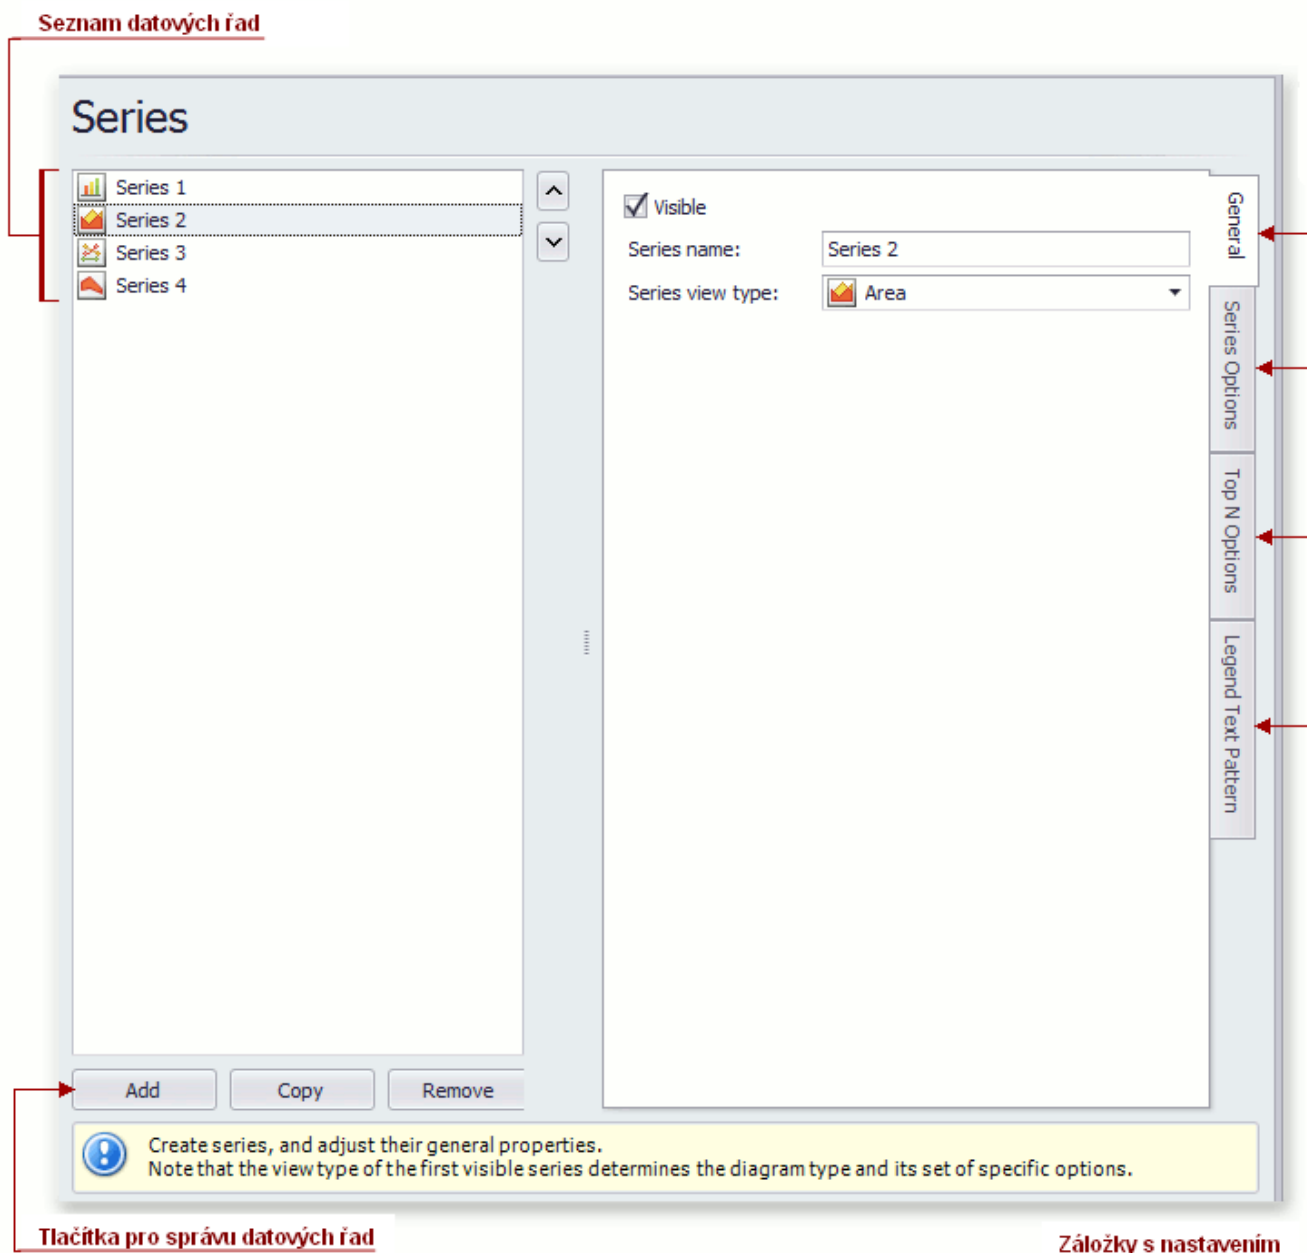 Seznam datových řad
Series
Series 1
Series 2
Series 3
Series 4
Visible
Series name:
Series 2
Series view type:
Area
General
Series Options
Top N Options
Legend Text Pattern
Add
Copy
Remove
Create series, and adjust their general properties.
Note that the view type of the first visible series determines the diagram type and its set of specific options.
Tlačítka pro správu datových řad
Záložky s nastavením